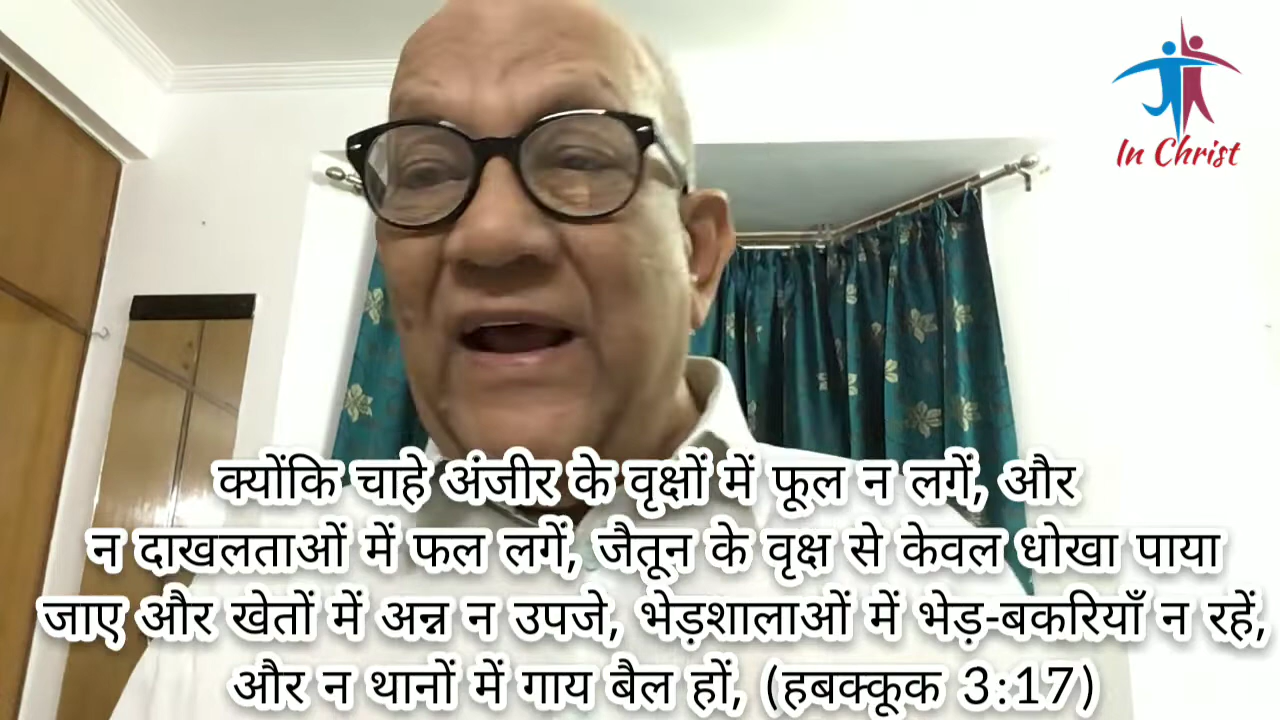 In Christ
क्योंकि चाहे अंजीर के वृक्षों में फूल न लगें, और
न दाखलताओं में फल लगें, जैतून के वृक्ष से केवल धोखा पाया
जाए और खेतों में अन्न न उपजे, भेड़शालाओं में भेड़-बकरियाँ न रहें,
और न थानों में गाय बैल हों, (हबक्कूक 3:17)